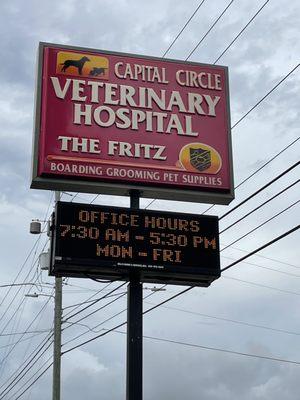 CAPITAL CIRCLE
VETERINARY
HOSPITAL
THE FRITZ
BOARDING GROOMING PET SUPPLIES
OFFICE HOURS
7:30 AM - 5:30 PM
MON - FRI